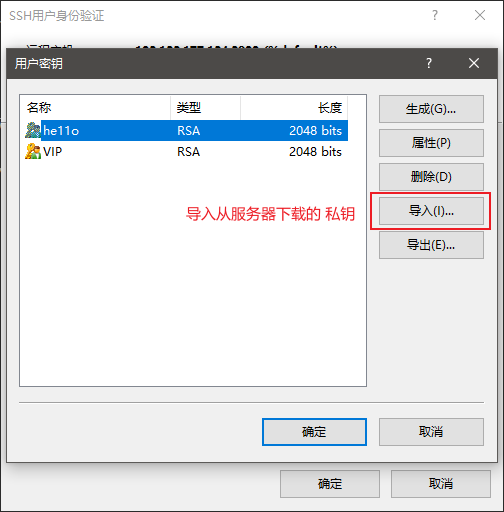 SSH用户身份验证
用户密钥
名称 类型 长度
he11o RSA 2048 bits
VIP RSA 2048 bits
生成(G)...
属性(P)
删除(D)
导入(I)...
导出(E)...
导入从服务器下载的 私钥
确定 取消
确定 取消